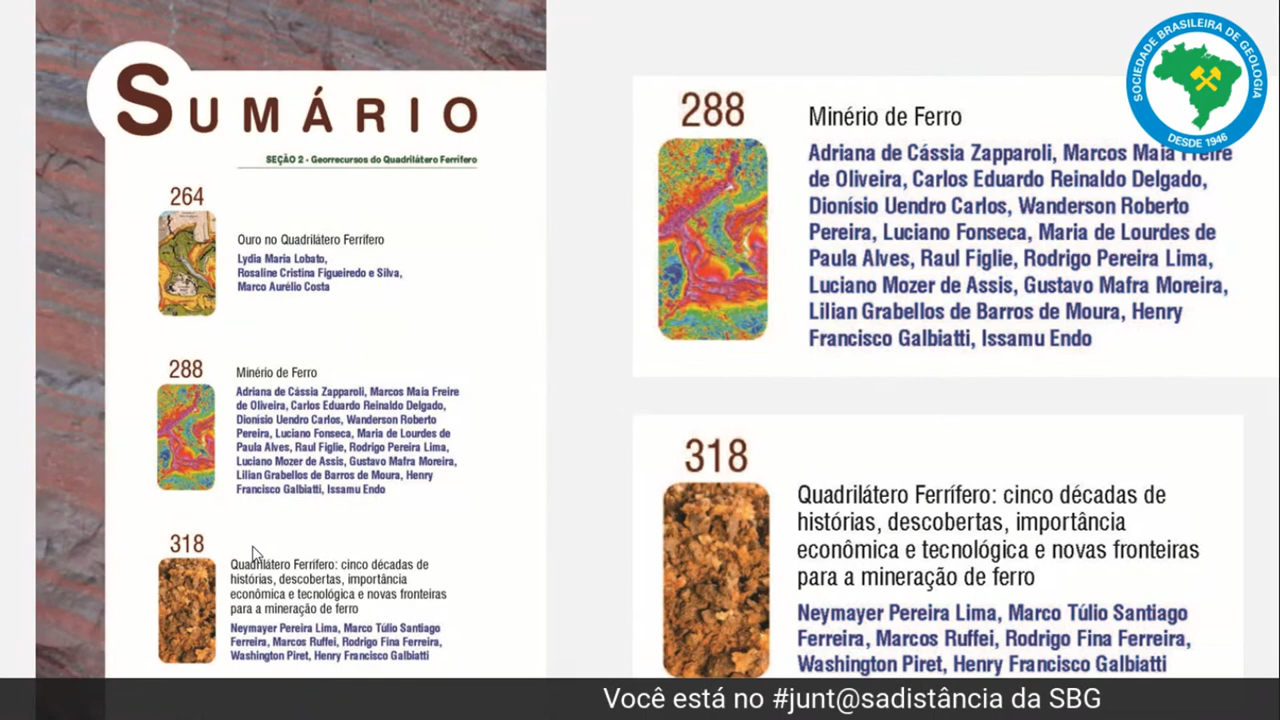 SUMÁRIO
SEÇÃO 2 - Georrecursos do Quadrilátero Ferrífero
264
Ouro no Quadrilátero Ferrífero
Lydia Maria Lobato,
Rosaline Cristina Figueiredo e Silva,
Marco Aurélio Costa
288
Minério de Ferro
Adriana de Cássia Zapparoli, Marcos Maia Freire
de Oliveira, Carlos Eduardo Reinaldo Delgado,
Dionísio Uendro Carlos, Wanderson Roberto
Pereira, Luciano Fonseca, Maria de Lourdes de
Paula Alves, Raul Figlie, Rodrigo Pereira Lima,
Luciano Mozer de Assis, Gustavo Mafra Moreira,
Lilian Grabellos de Barros de Moura, Henry
Francisco Galbiatti, Issamu Endo
318
Quadrilátero Ferrífero: cinco décadas de
histórias, descobertas, importância
econômica e tecnológica e novas fronteiras
para a mineração de ferro
Neymayer Pereira Lima, Marco Túlio Santiago
Ferreira, Marcos Ruffei, Rodrigo Fina Ferreira,
Washington Piret, Henry Francisco Galbiatti
288
Minério de Ferro
Adriana de Cássia Zapparoli, Marcos Maia Freire
de Oliveira, Carlos Eduardo Reinaldo Delgado,
Dionísio Uendro Carlos, Wanderson Roberto
Pereira, Luciano Fonseca, Maria de Lourdes de
Paula Alves, Raul Figlie, Rodrigo Pereira Lima,
Luciano Mozer de Assis, Gustavo Mafra Moreira,
Lilian Grabellos de Barros de Moura, Henry
Francisco Galbiatti, Issamu Endo
318
Quadrilátero Ferrífero: cinco décadas de
histórias, descobertas, importância
econômica e tecnológica e novas fronteiras
para a mineração de ferro
Neymayer Pereira Lima, Marco Túlio Santiago
Ferreira, Marcos Ruffei, Rodrigo Fina Ferreira,
Washington Piret, Henry Francisco Galbiatti
SOCIEDADE BRASILEIRA DE GEOLOGIA
DESDE 1946
Você está no #junt@sadistância da SBG